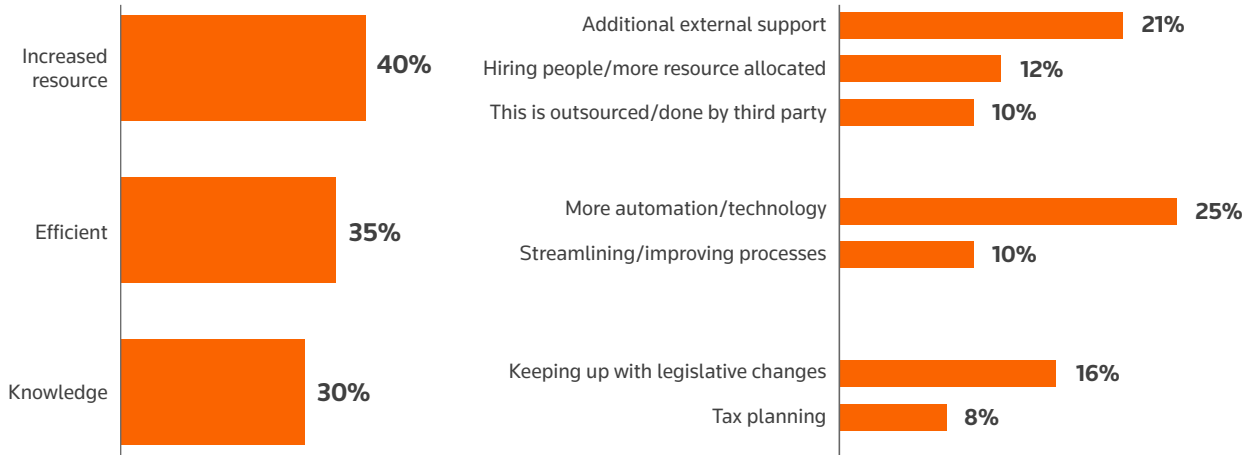 Increased
resource
40%
Efficient
35%
Knowledge
30%
Additional external support
21%
Hiring people/more resource allocated
12%
This is outsourced/done by third party
10%
More automation/technology
25%
Streamlining/improving processes
10%
Keeping up with legislative changes
16%
Tax planning
8%